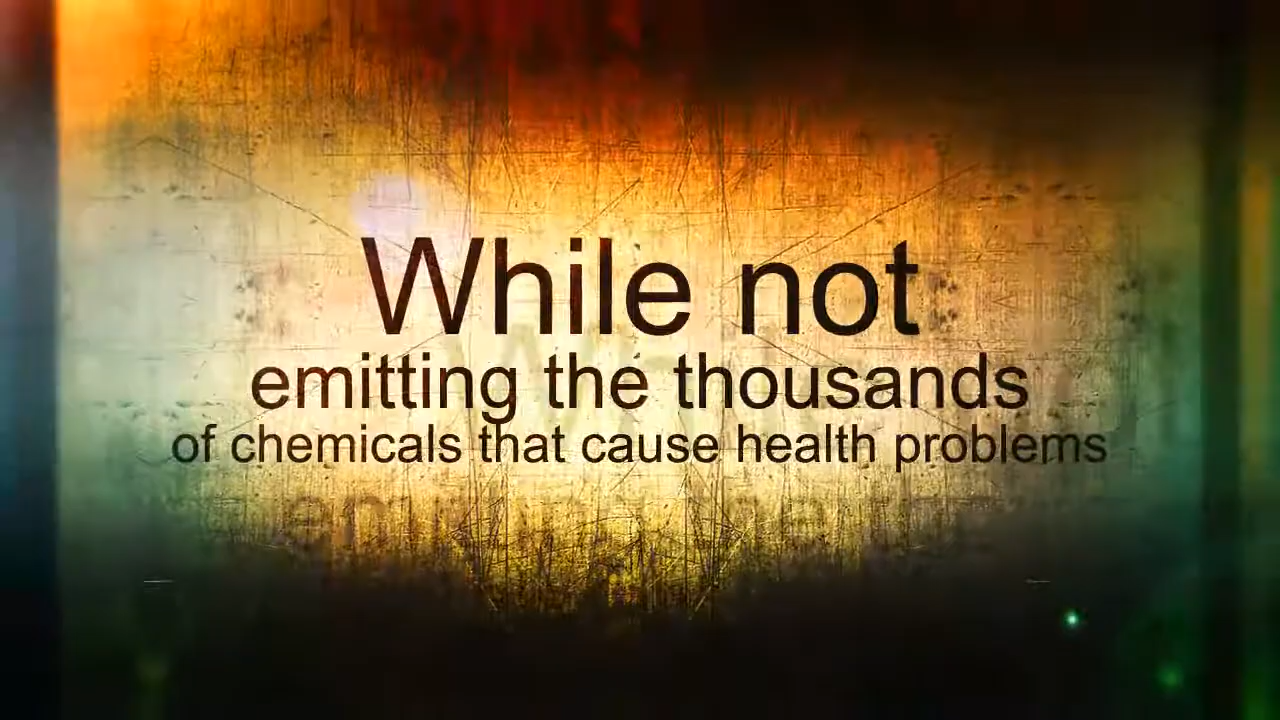 While not
emitting the thousands
of chemicals that cause health problems